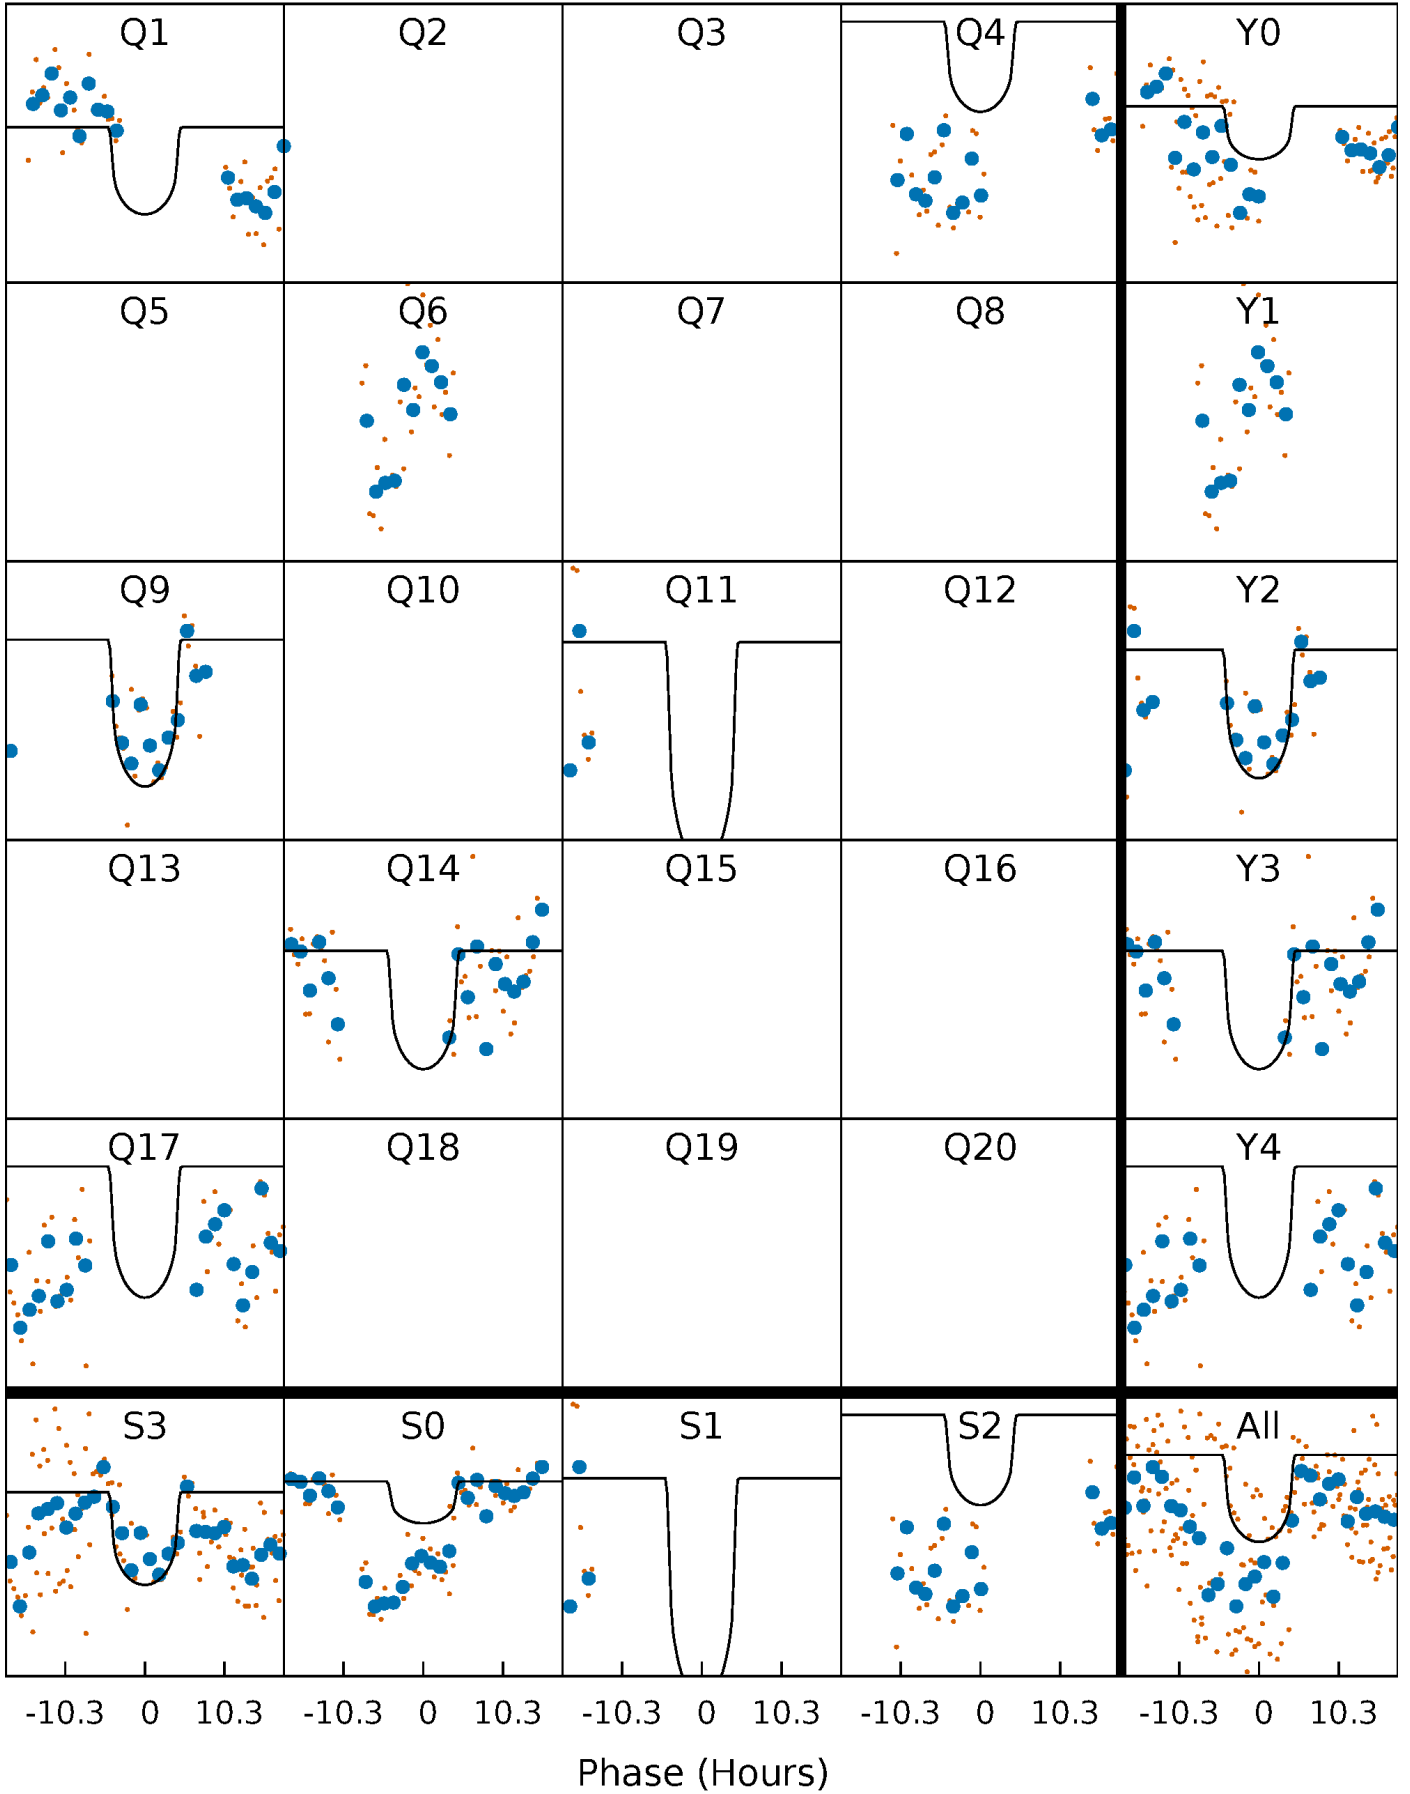 Q1 Q2 Q3 Q4 Y0
Q5 Q6 Q7 Q8 Y1
Q9 Q10 Q11 Q12 Y2
Q13 Q14 Q15 Q16 Y3
Q17 Q18 Q19 Q20 Y4
S3 S0 S1 S2 All
-10.3 0 10.3 -10.3 0 10.3 -10.3 0 10.3 -10.3 0 10.3 -10.3 0 10.3
Phase (Hours)